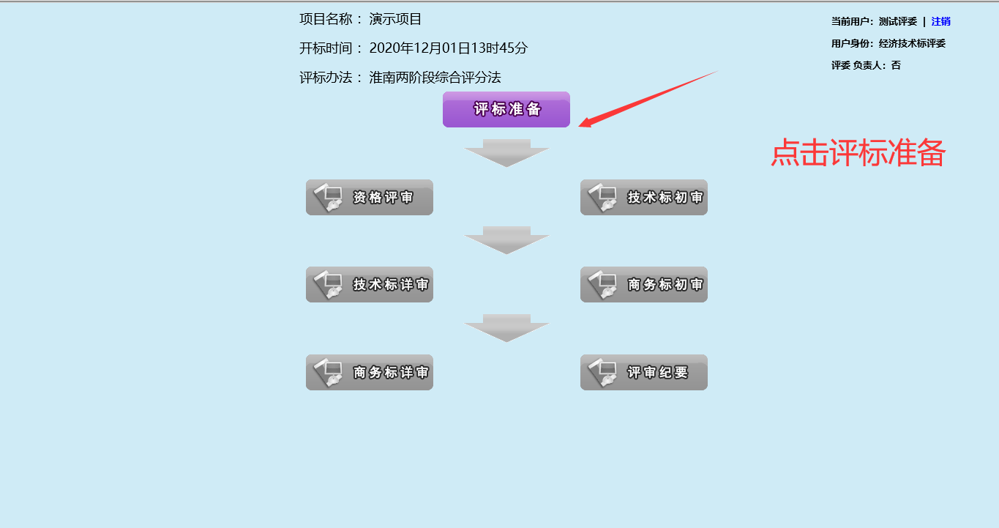 项目名称 ： 演示项目
当前用户：测试评委 | 注销
开标时间 ： 2020年12月01日13时45分
用户身份：经济技术标评委
评标办法 ： 淮南两阶段综合评分法
评委 负责人：否
评标准备
点击评标准备
资格评审
技术标初审
技术标详审
商务标初审
商务标详审
评审纪要